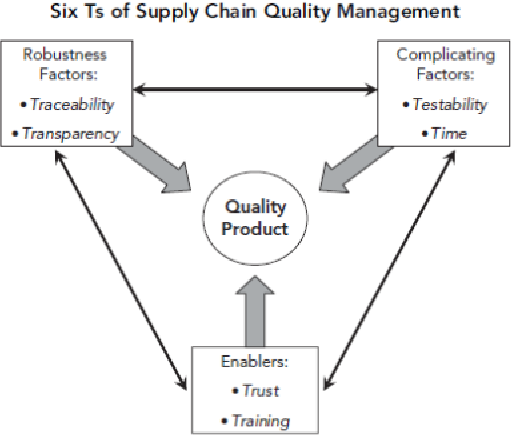 Six Ts of Supply Chain Quality Management
Robustness
Factors:
• Traceability
• Transparency
Complicating
Factors:
• Testability
• Time
Quality
Product
Enablers:
• Trust
• Training